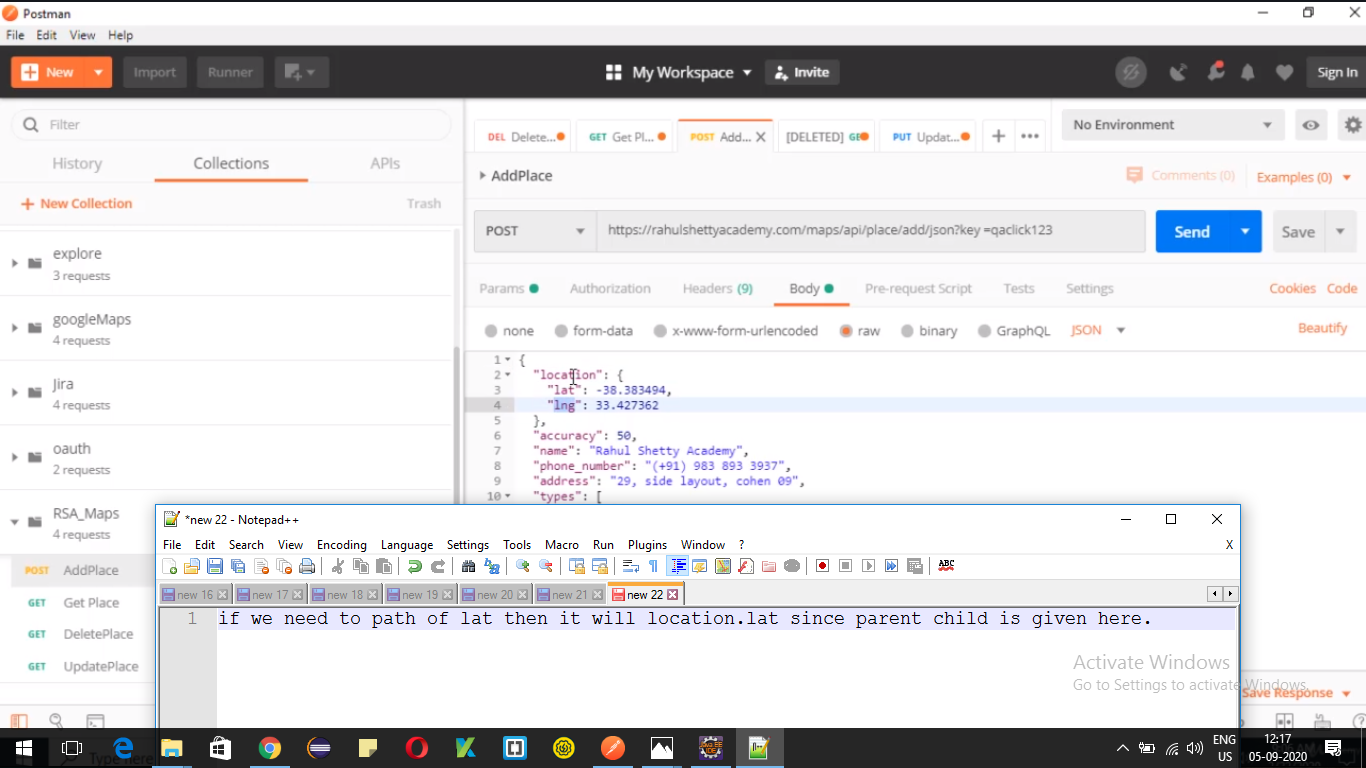 Postman
File Edit View Help
New Import Runner My Workspace Invite Sign In
Filter
History Collections APIs
New Collection Trash
explore
3 requests
googleMaps
4 requests
Jira
4 requests
oauth
2 requests
RSA_Maps
4 requests
POST AddPlace
GET Get Place
GET DeletePlace
GET UpdatePlace
DEL Delete... GET Get Pl... POST Add... [DELETED] GE PUT Updat... No Environment
AddPlace Comments (0) Examples (0)
POST https://rahulshettyacademy.com/maps/api/place/add/json?key =qaclick123 Send Save
Params Authorization Headers (9) Body Pre-request Script Tests Settings Cookies Code
none form-data x-www-form-urlencoded raw binary GraphQL JSON Beautify
1 {
2 "location": {
3 "lat": -38.383494,
4 "lng": 33.427362
5 },
6 "accuracy": 50,
7 "name": "Rahul Shetty Academy",
8 "phone_number": "(+91) 983 893 3937",
9 "address": "29, side layout, cohen 09",
10 "types": [
*new 22 - Notepad++
File Edit Search View Encoding Language Settings Tools Macro Run Plugins Window ? X
ABC
new 16 new 17 new 18 new 19 new 20 new 21 new 22
1 if we need to path of lat then it will location.lat since parent child is given here.
Activate Windows
Go to Settings to activate Windows.
Save Response
Type here
ENG 12:17
US 05-09-2020